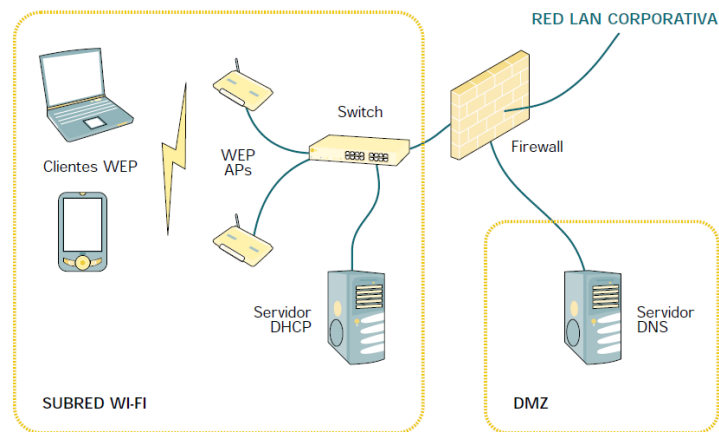 RED LAN CORPORATIVA
Switch
Firewall
Clientes WEP
WEP
APs
Servidor
DHCP
Servidor
DNS
SUBRED WI-FI
DMZ